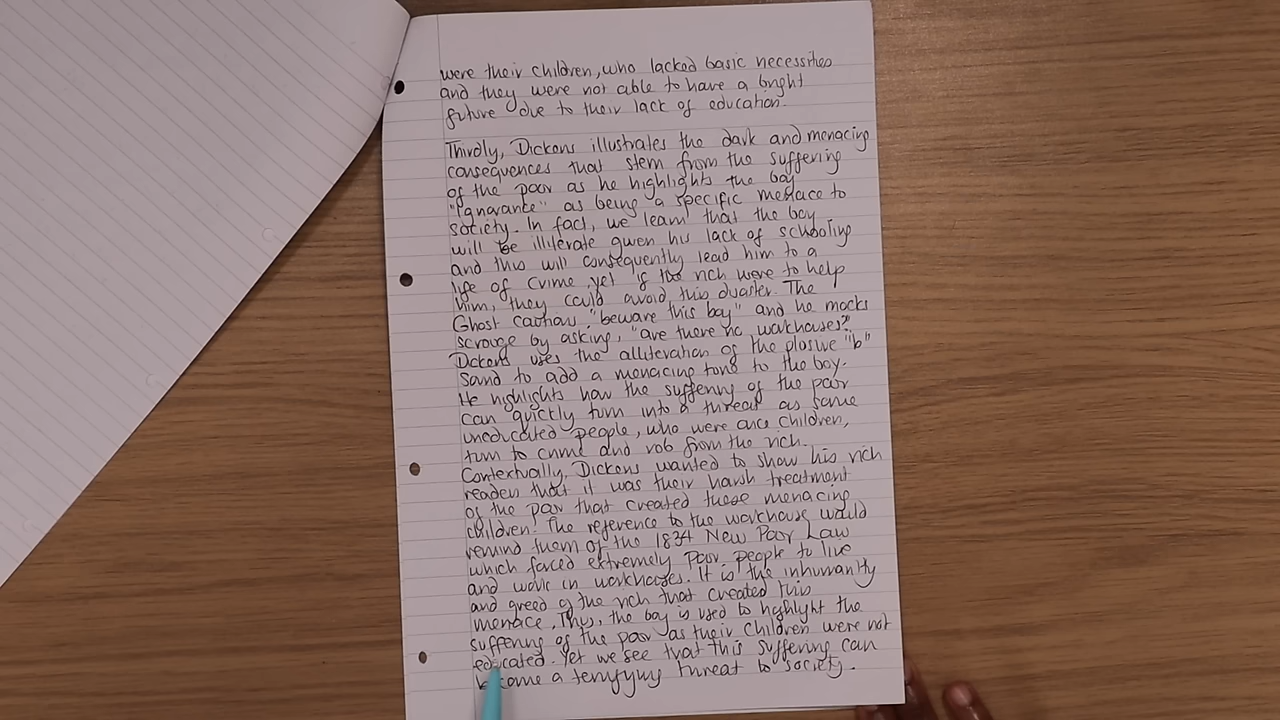 were their children, who lacked basic necessities
and they were not able to have a bright
future due to their lack of education.
Thirdly, Dickens illustrates the dark and menacing
consequences that stem from the suffering
of the poor as he highlights the boy
"Ignorance" as being a specific menace to
society. In fact, we learn that the boy
will be illiterate given his lack of schooling
and this will consequently lead him to a
life of crime yet if the rich were to help
him, they could avoid this disaster. The
Ghost cautions, "beware this boy" and he mocks
scrooge by asking, "are there no workhouses?"
Dickens uses the alliteration of the plosive "b"
Sound to add a menacing tone to the boy.
He highlights how the suffering of the poor
can quickly turn into a threat as some
uneducated people, who were once children,
turn to crime and rob from the rich.
Contextually, Dickens wanted to show his rich
readers that it was their harsh treatment
of the poor that created these menacing
children. The reference to the workhouse would
remind them of the 1834 New Poor Law
which forced extremely poor people to live
and work in workhouses. It is the inhumanity
and greed of the rich that created this
menace. Thus, the boy is used to highlight the
suffering of the poor as their children were not
educated. Yet we see that this suffering can
become a terrifying threat to society.